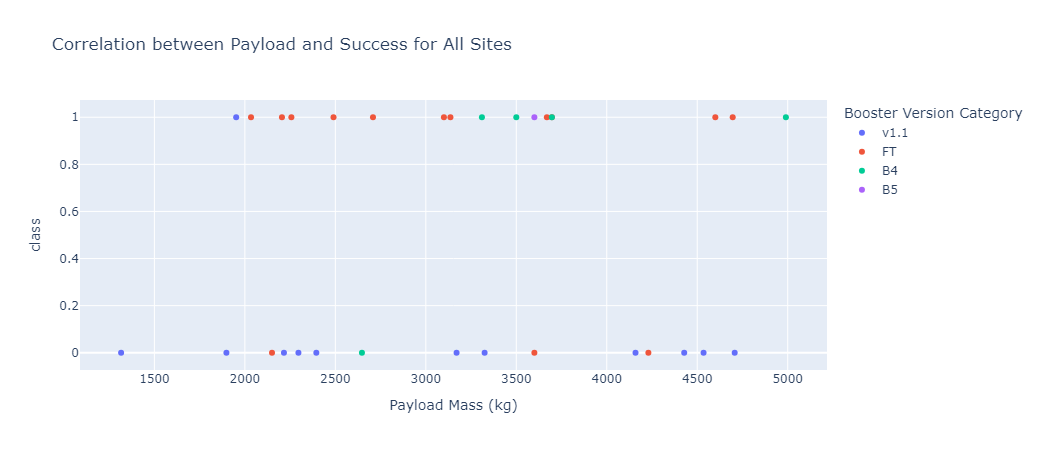 Correlation between Payload and Success for All Sites
Booster Version Category
v1.1
FT
B4
B5
1
0.8
0.6
0.4
0.2
0
class
1500 2000 2500 3000 3500 4000 4500 5000
Payload Mass (kg)